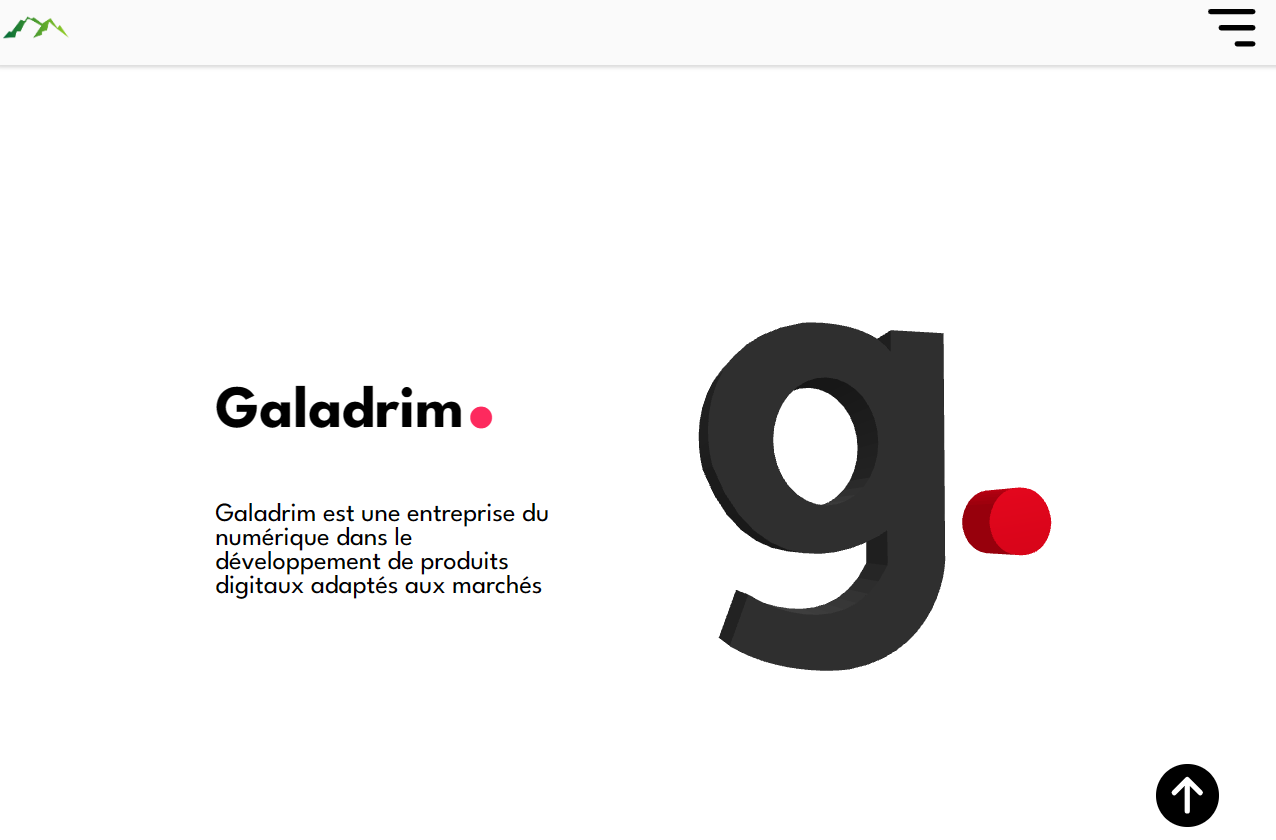 Galadrim
Galadrim est une entreprise du
numérique dans le
développement de produits
digitaux adaptés aux marchés
g.